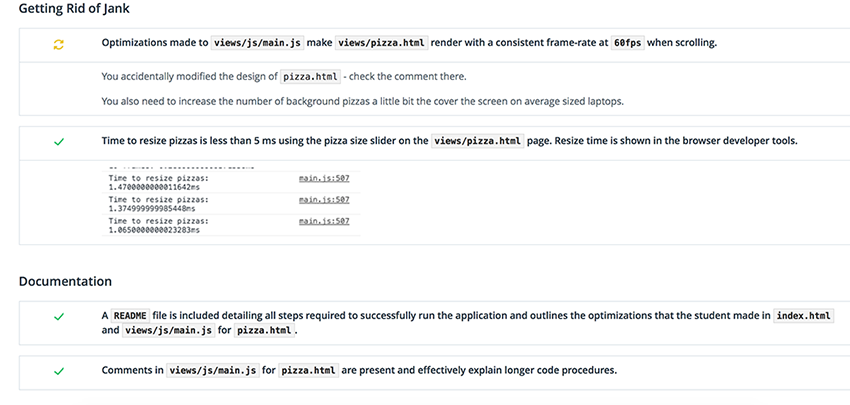 Getting Rid of Jank
Optimizations made to views/js/main.js make views/pizza.html render with a consistent frame-rate at 60fps when scrolling.
You accidentally modified the design of pizza.html - check the comment there.
You also need to increase the number of background pizzas a little bit the cover the screen on average sized laptops.
Time to resize pizzas is less than 5 ms using the pizza size slider on the views/pizza.html page. Resize time is shown in the browser developer tools.
Time to resize pizzas: main.js:507
1.4700000000011642ms
Time to resize pizzas: main.js:507
1.374999999985448ms
Time to resize pizzas: main.js:507
1.0650000000023283ms
Documentation
A README file is included detailing all steps required to successfully run the application and outlines the optimizations that the student made in index.html
and views/js/main.js for pizza.html.
Comments in views/js/main.js for pizza.html are present and effectively explain longer code procedures.